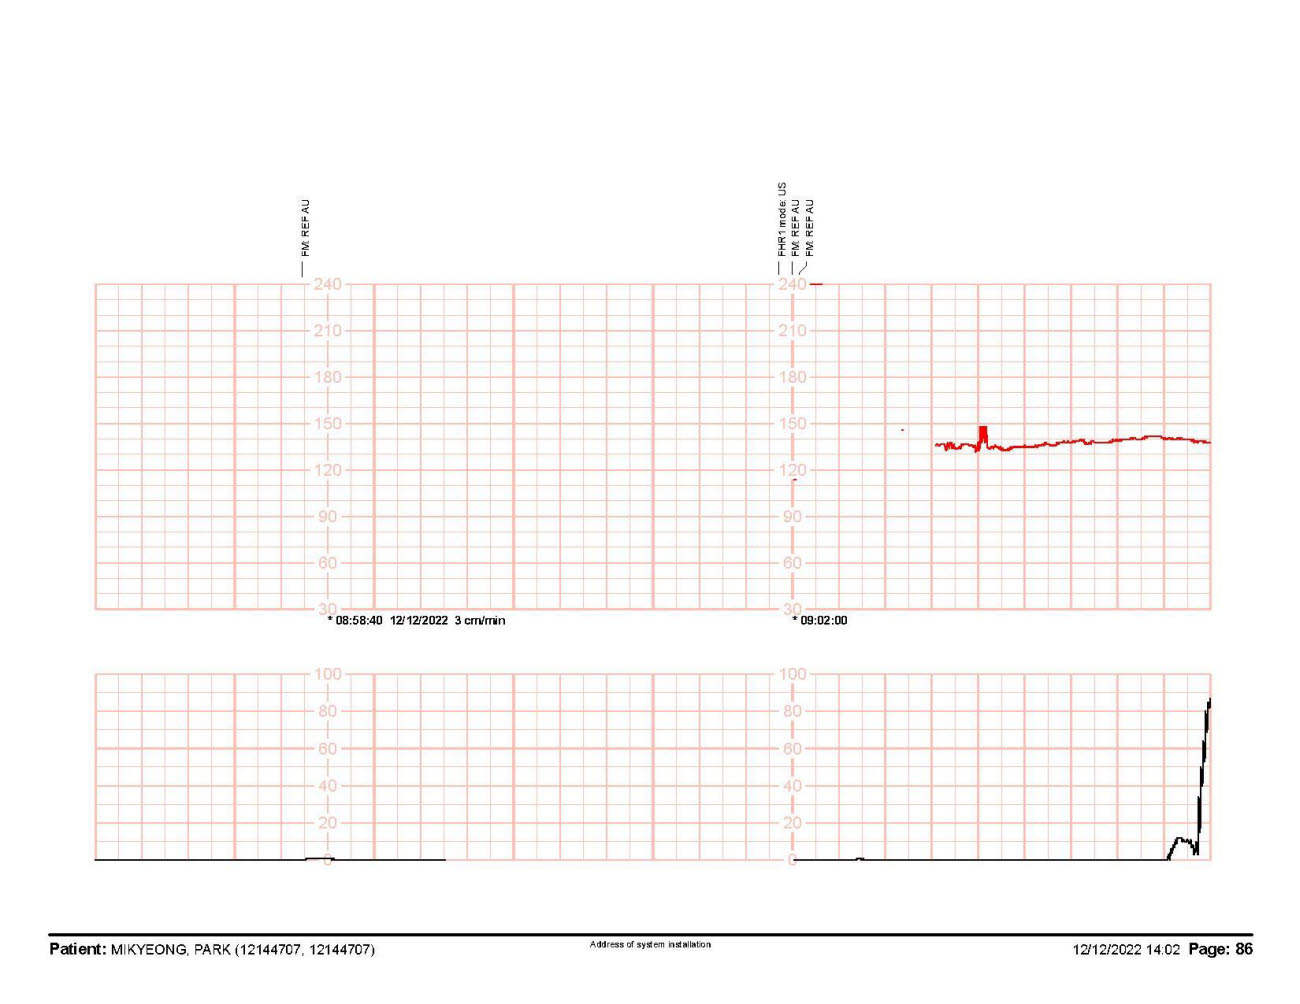 FM: REF AU
FHR1 mode: US
FM: REF AU
FM: REF AU
240 240
210 210
180 180
150 150
120 120
90 90
60 60
30 30
* 08:58:40 12/12/2022 3 cm/min * 09:02:00
100 100
80 80
60 60
40 40
20 20
0 0
Patient: MIKYEONG, PARK (12144707, 12144707) Address of system installation 12/12/2022 14:02 Page: 86